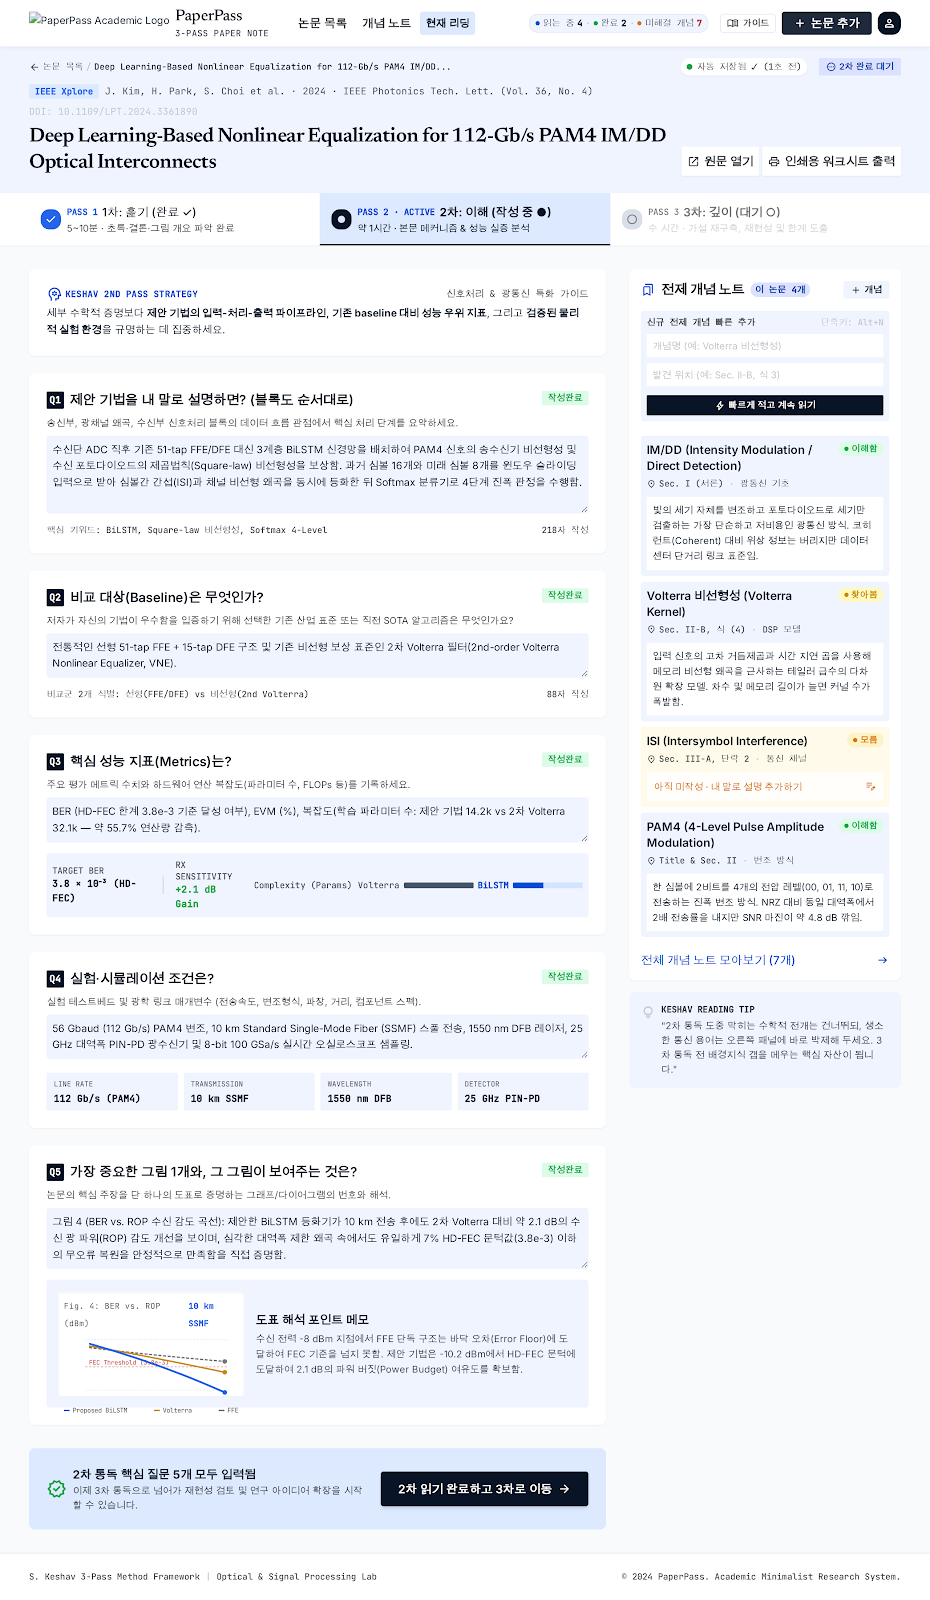 PaperPass Academic Logo
PaperPass
3-PASS PAPER NOTE
논문 목록
개념 노트
현재 리딩
읽는 중 4 · 완료 2 · 미해결 개념 7
가이드
+ 논문 추가
← 논문 목록 / Deep Learning-Based Nonlinear Equalization for 112-Gb/s PAM4 IM/DD...
자동 저장됨 ✓ (1초 전)
2차 완료 대기
IEEE Xplore J. Kim, H. Park, S. Choi et al. · 2024 · IEEE Photonics Tech. Lett. (Vol. 36, No. 4)
DOI: 10.1109/LPT.2024.3361890
Deep Learning-Based Nonlinear Equalization for 112-Gb/s PAM4 IM/DD
Optical Interconnects
원문 열기
인쇄용 워크시트 출력
PASS 1 1차: 훑기 (완료 ✓)
5~10분 · 초록·결론·그림 개요 파악 완료
PASS 2 · ACTIVE 2차: 이해 (작성 중 ●)
약 1시간 · 본문 메커니즘 & 성능 실증 분석
PASS 3 3차: 깊이 (대기 ○)
수 시간 · 가설 재구축, 재현성 및 한계 도출
KESHAV 2ND PASS STRATEGY
신호처리 & 광통신 특화 가이드
세부 수학적 증명보다 제안 기법의 입력-처리-출력 파이프라인, 기존 baseline 대비 성능 우위 지표, 그리고 검증된 물리
적 실험 환경을 규명하는 데 집중하세요.
Q1 제안 기법을 내 말로 설명하면? (블록도 순서대로)
작성완료
송신부, 광채널 왜곡, 수신부 신호처리 블록의 데이터 흐름 관점에서 핵심 처리 단계를 요약하세요.
수신단 ADC 직후 기존 51-tap FFE/DFE 대신 3계층 BiLSTM 신경망을 배치하여 PAM4 신호의 송수신기 비선형성 및
수신 포토다이오드의 제곱법칙(Square-law) 비선형성을 보상함. 과거 심볼 16개와 미래 심볼 8개를 윈도우 슬라이딩
입력으로 받아 심볼간 간섭(ISI)과 채널 비선형 왜곡을 동시에 등화한 뒤 Softmax 분류기로 4단계 진폭 판정을 수행함.
핵심 키워드: BiLSTM, Square-law 비선형성, Softmax 4-Level
218자 작성
Q2 비교 대상(Baseline)은 무엇인가?
작성완료
저자가 자신의 기법이 우수함을 입증하기 위해 선택한 기존 산업 표준 또는 직전 SOTA 알고리즘은 무엇인가요?
전통적인 선형 51-tap FFE + 15-tap DFE 구조 및 기존 비선형 보상 표준인 2차 Volterra 필터(2nd-order Volterra
Nonlinear Equalizer, VNE).
비교군 2개 식별: 선형(FFE/DFE) vs 비선형(2nd Volterra)
88자 작성
Q3 핵심 성능 지표(Metrics)는?
작성완료
주요 평가 메트릭 수치와 하드웨어 연산 복잡도(파라미터 수, FLOPs 등)를 기록하세요.
BER (HD-FEC 한계 3.8e-3 기준 달성 여부), EVM (%), 복잡도(학습 파라미터 수: 제안 기법 14.2k vs 2차 Volterra
32.1k — 약 55.7% 연산량 감축).
TARGET BER
3.8 × 10⁻³ (HD-
FEC)
RX
SENSITIVITY
+2.1 dB
Gain
Complexity (Params) Volterra
BiLSTM
Q4 실험·시뮬레이션 조건은?
작성완료
실험 테스트베드 및 광학 링크 매개변수 (전송속도, 변조형식, 파장, 거리, 컴포넌트 스펙).
56 Gbaud (112 Gb/s) PAM4 변조, 10 km Standard Single-Mode Fiber (SSMF) 스풀 전송, 1550 nm DFB 레이저, 25
GHz 대역폭 PIN-PD 광수신기 및 8-bit 100 GSa/s 실시간 오실로스코프 샘플링.
LINE RATE
112 Gb/s (PAM4)
TRANSMISSION
10 km SSMF
WAVELENGTH
1550 nm DFB
DETECTOR
25 GHz PIN-PD
Q5 가장 중요한 그림 1개와, 그 그림이 보여주는 것은?
작성완료
논문의 핵심 주장을 단 하나의 도표로 증명하는 그래프/다이어그램의 번호와 해석.
그림 4 (BER vs. ROP 수신 감도 곡선): 제안한 BiLSTM 등화기가 10 km 전송 후에도 2차 Volterra 대비 약 2.1 dB의 수
신 광 파워(ROP) 감도 개선을 보이며, 심각한 대역폭 제한 왜곡 속에서도 유일하게 7% HD-FEC 문턱값(3.8e-3) 이하
의 무오류 복원을 안정적으로 만족함을 직접 증명함.
Fig. 4: BER vs. ROP
(dBm)
10 km
SSMF
FEC Threshold (3.8e-3)
Proposed BiLSTM
Volterra
FFE
도표 해석 포인트 메모
수신 전력 -8 dBm 지점에서 FFE 단독 구조는 바닥 오차(Error Floor)에 도
달하여 FEC 기준을 넘지 못함. 제안 기법은 -10.2 dBm에서 HD-FEC 문턱에
도달하여 2.1 dB의 파워 버짓(Power Budget) 여유도를 확보함.
2차 통독 핵심 질문 5개 모두 입력됨
이제 3차 통독으로 넘어가 재현성 검토 및 연구 아이디어 확장을 시작
할 수 있습니다.
2차 읽기 완료하고 3차로 이동 →
전제 개념 노트
이 논문 4개
+ 개념
신규 전제 개념 빠른 추가
단축키: Alt+N
개념명 (예: Volterra 비선형성)
발견 위치 (예: Sec. II-B, 식 3)
빠르게 적고 계속 읽기
IM/DD (Intensity Modulation /
Direct Detection)
이해함
Sec. I (서론) · 광통신 기초
빛의 세기 자체를 변조하고 포토다이오드로 세기만
검출하는 가장 단순하고 저비용인 광통신 방식. 코히
런트(Coherent) 대비 위상 정보는 버리지만 데이터
센터 단거리 링크 표준임.
Volterra 비선형성 (Volterra
Kernel)
찾아봄
Sec. II-B, 식 (4) · DSP 모델
입력 신호의 고차 거듭제곱과 시간 지연 곱을 사용해
메모리 비선형 왜곡을 근사하는 테일러 급수의 다차
원 확장 모델. 차수 및 메모리 길이가 늘면 커널 수가
폭발함.
ISI (Intersymbol Interference)
모름
Sec. III-A, 단락 2 · 통신 채널
아직 미작성 · 내 말로 설명 추가하기
PAM4 (4-Level Pulse Amplitude
Modulation)
이해함
Title & Sec. II · 변조 방식
한 심볼에 2비트를 4개의 전압 레벨(00, 01, 11, 10)로
전송하는 진폭 변조 방식. NRZ 대비 동일 대역폭에서
2배 전송률을 내지만 SNR 마진이 약 4.8 dB 깎임.
전체 개념 노트 모아보기 (7개) →
KESHAV READING TIP
"2차 통독 도중 막히는 수학적 전개는 건너뛰되, 생소
한 통신 용어는 오른쪽 패널에 바로 박제해 두세요. 3
차 통독 전 배경지식 갭을 메우는 핵심 자산이 됩니
다."
S. Keshav 3-Pass Method Framework | Optical & Signal Processing Lab
© 2024 PaperPass. Academic Minimalist Research System.